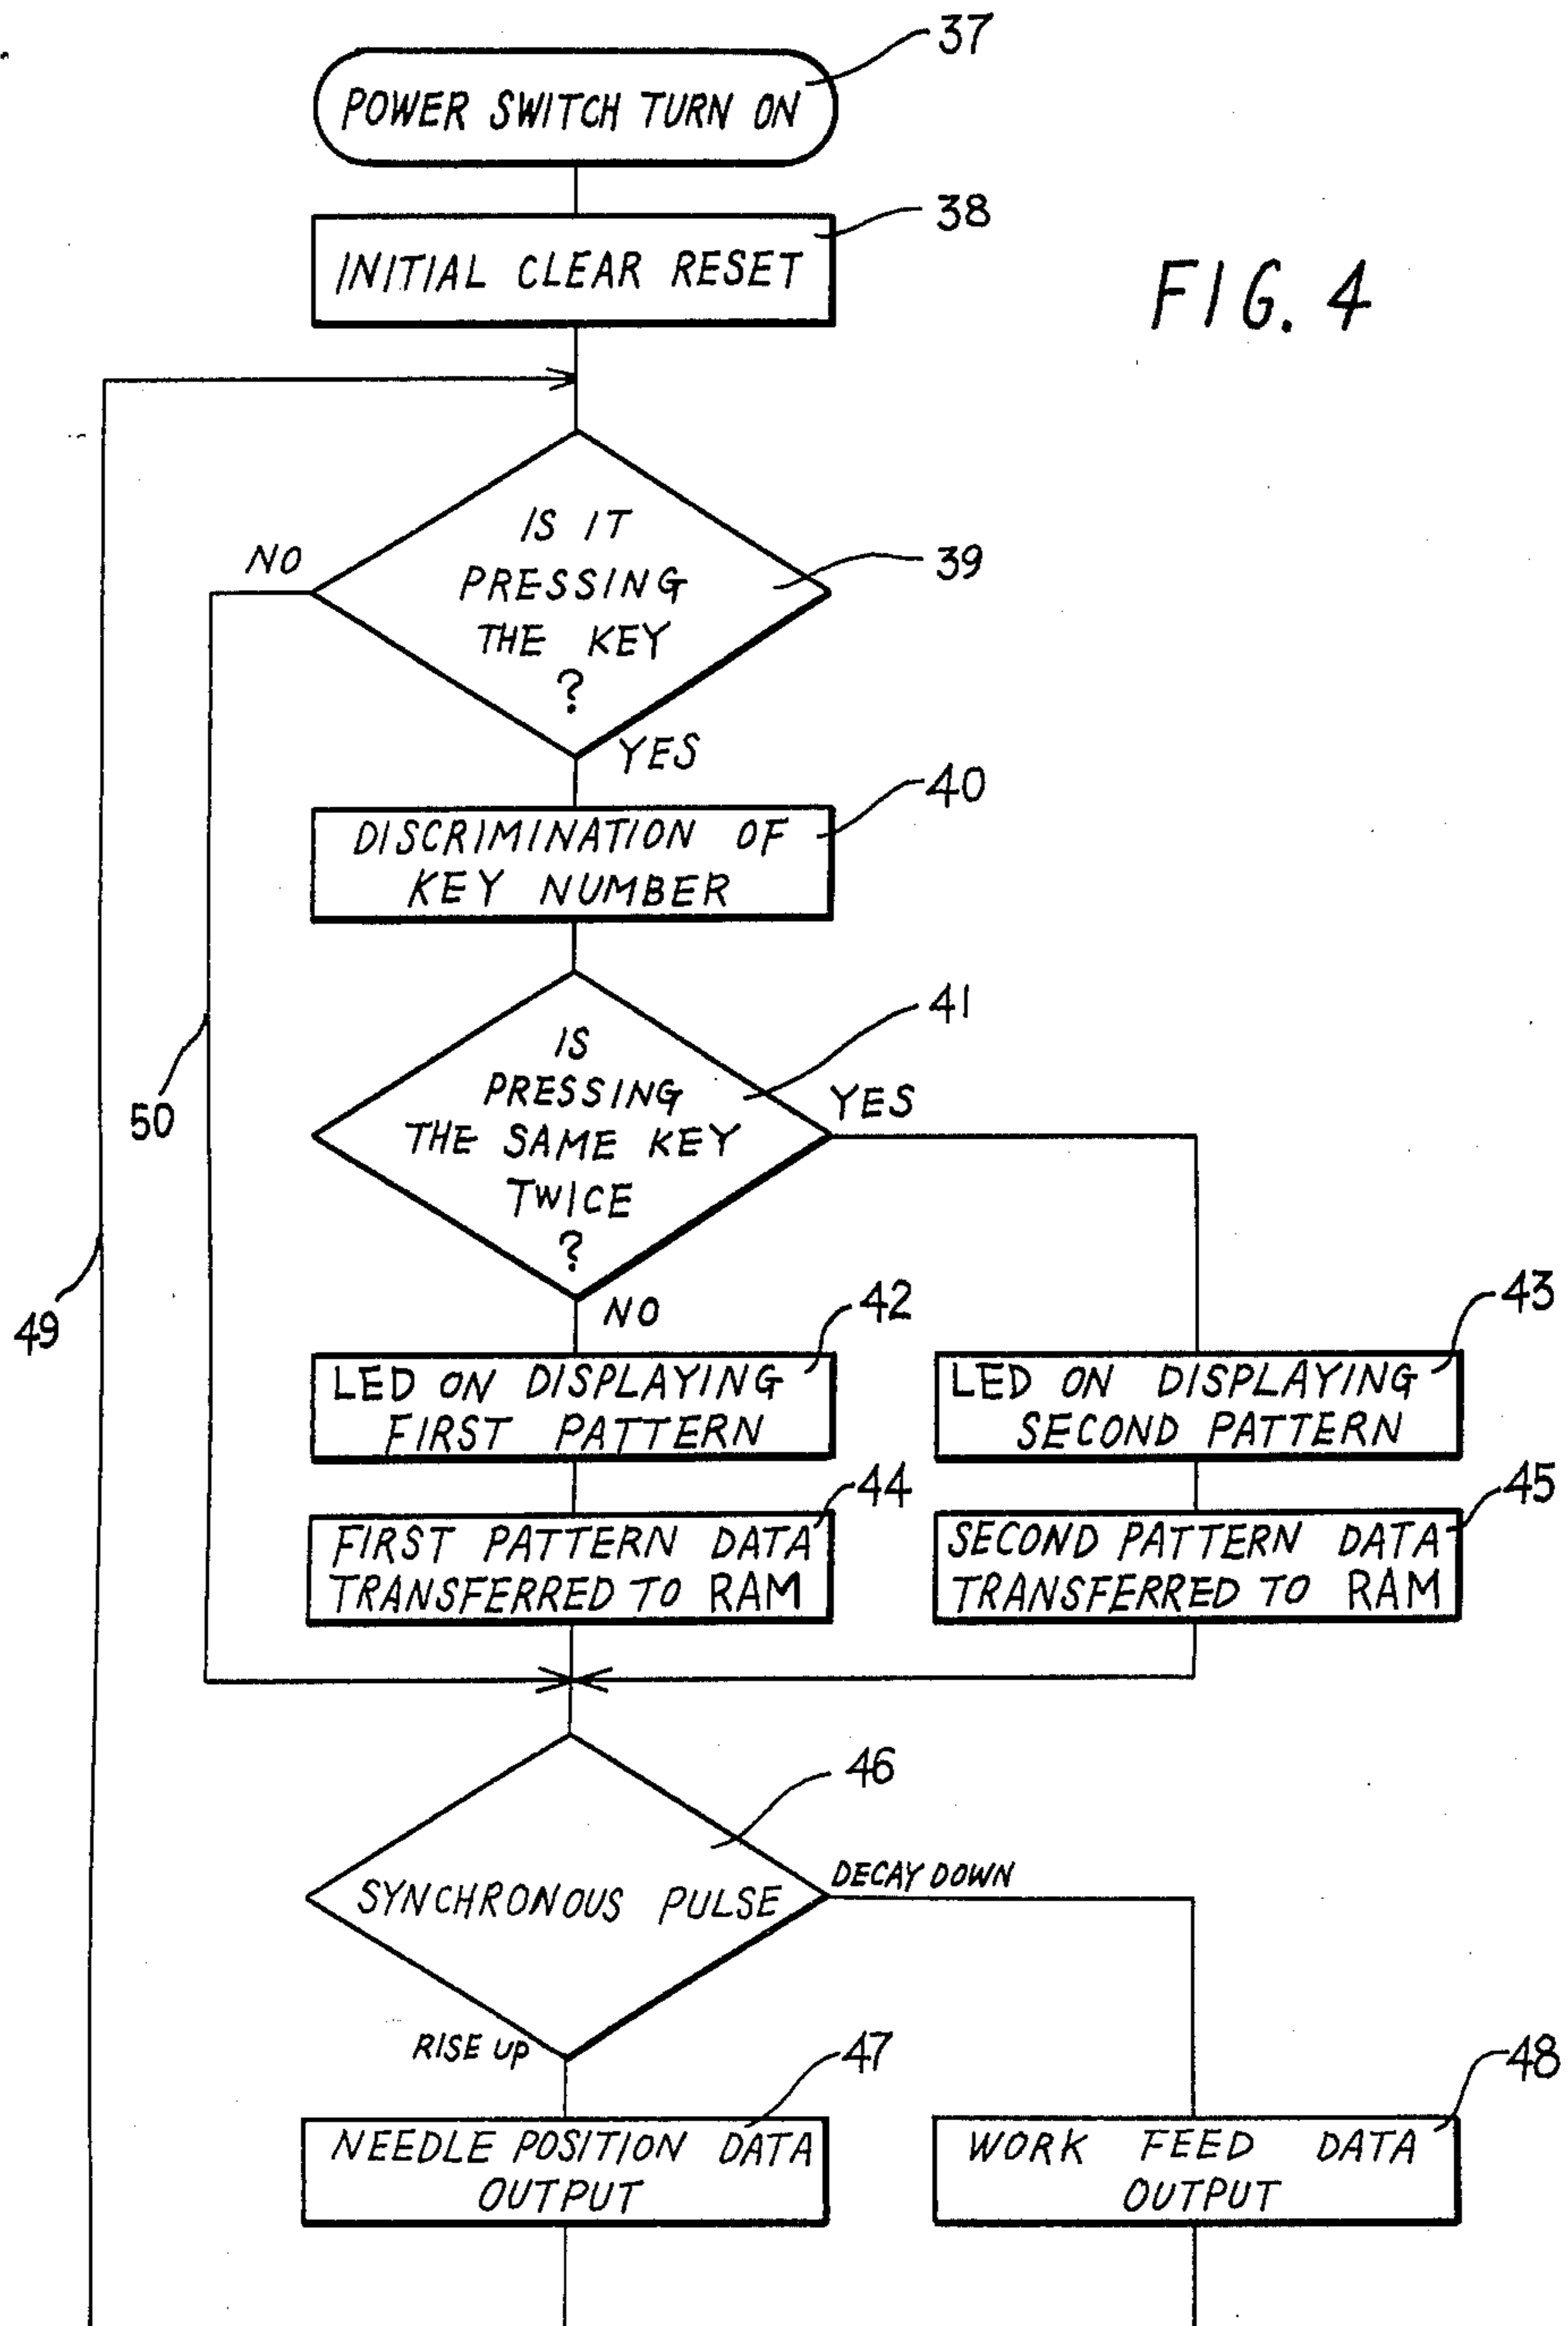 37
POWER SWITCH TURN ON
38
INITIAL CLEAR RESET
FIG. 4
NO
IS IT
PRESSING
THE KEY
?
39
YES
40
DISCRIMINATION OF
KEY NUMBER
41
IS
PRESSING
THE SAME KEY
TWICE
?
YES
50
49
NO
42
43
LED ON DISPLAYING
FIRST PATTERN
LED ON DISPLAYING
SECOND PATTERN
44
45
FIRST PATTERN DATA
TRANSFERRED TO RAM
SECOND PATTERN DATA
TRANSFERRED TO RAM
46
SYNCHRONOUS PULSE
DECAY DOWN
RISE UP
47
48
NEEDLE POSITION DATA
OUTPUT
WORK FEED DATA
OUTPUT